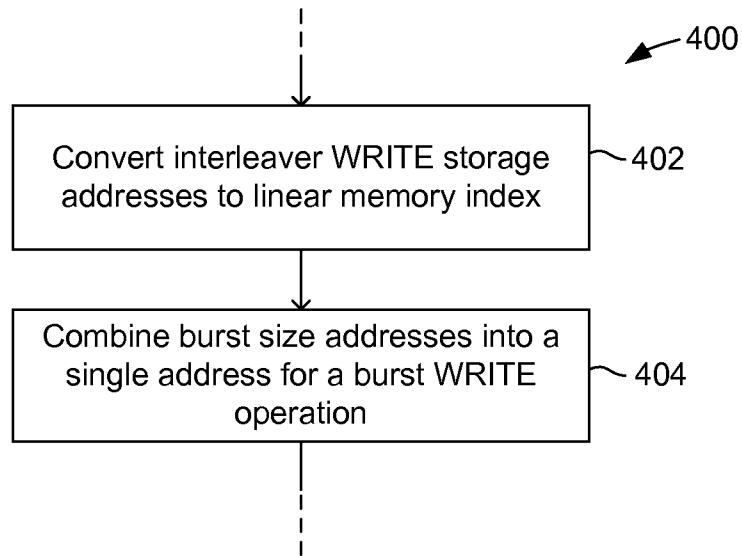 400
Convert interleaver WRITE storage
addresses to linear memory index
402
Combine burst size addresses into a
single address for a burst WRITE
operation
404